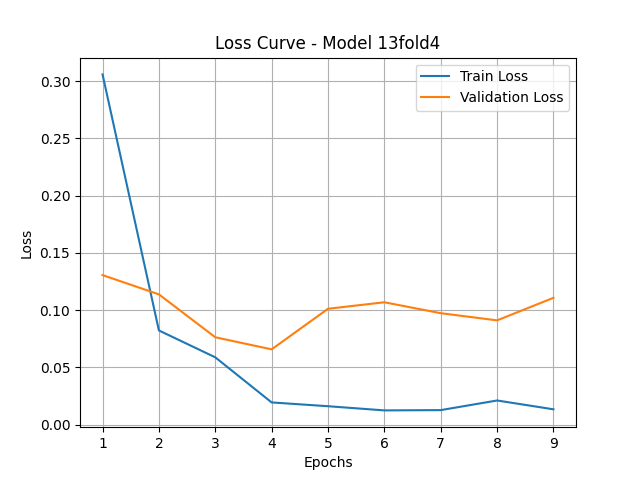 Loss Curve - Model 13fold4
Train Loss
Validation Loss
0.30
0.25
0.20
0.15
0.10
0.05
0.00
Loss
1 2 3 4 5 6 7 8 9
Epochs